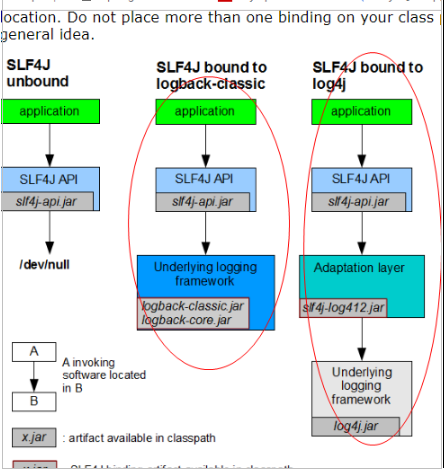 location. Do not place more than one binding on your class
general idea.
SLF4J
unbound
SLF4J bound to
logback-classic
SLF4J bound to
log4j
application
application
application
SLF4J API
slf4j-api.jar
SLF4J API
slf4j-api.jar
SLF4J API
slf4j-api.jar
/dev/null
Underlying logging
framework
logback-classic.jar
logback-core.jar
Adaptation layer
slf4j-log412.jar
Underlying
logging
framework
log4j.jar
A
B
A invoking
software located
in B
x.jar
: artifact available in classpath